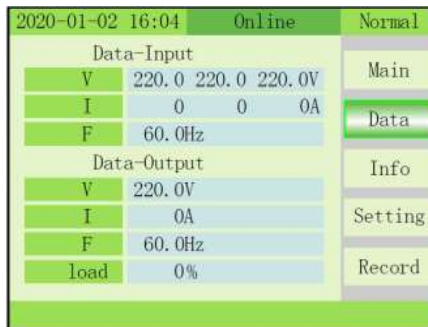 2020-01-02 16:04 Online Normal
Data-Input
V 220.0 220.0 220.0V
I 0 0 0A
F 60.0Hz
Data-Output
V 220.0V
I 0A
F 60.0Hz
load 0%
Main
Data
Info
Setting
Record